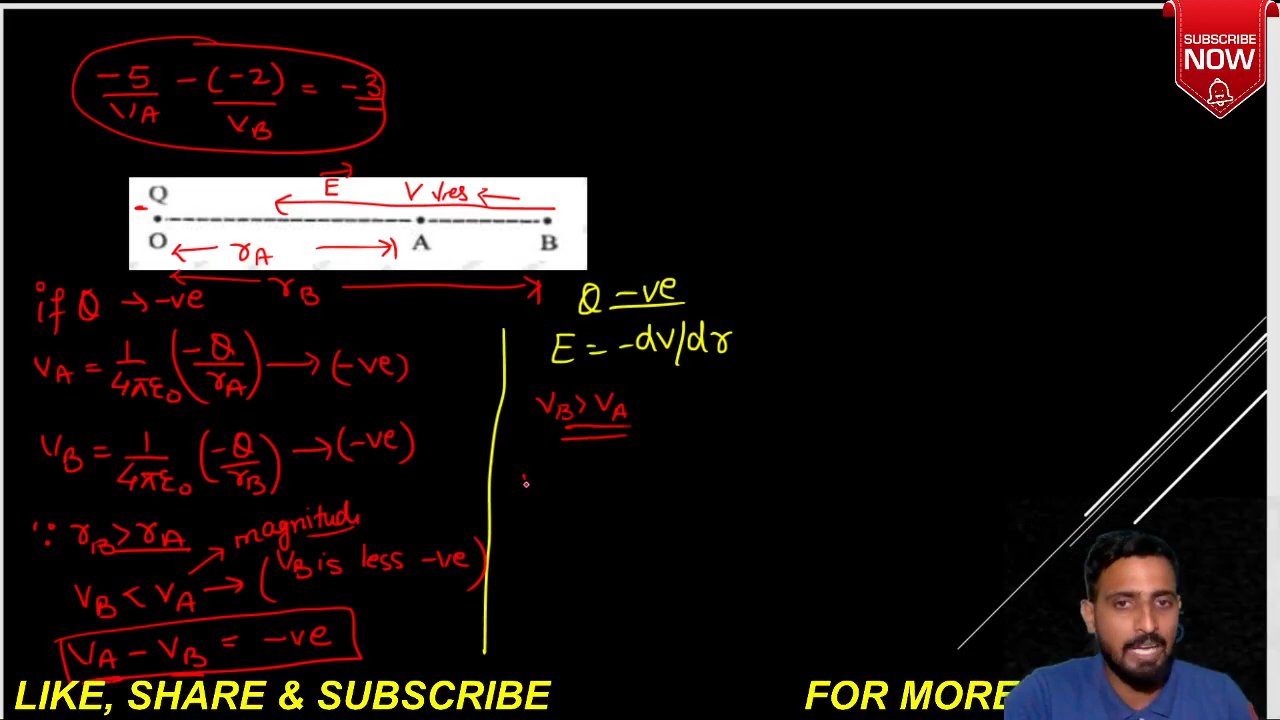 SUBSCRIBE
NOW
-5/VA - (-2)/VB = -3
E
V ↓es ←
- Q
O A B
← rA →
← rB →
if Q → -ve
VA = 1/4πε0 (-Q/rA) → (-ve)
VB = 1/4πε0 (-Q/rB) → (-ve)
∵ rB > rA
magnitude
VB < VA → (VB is less -ve)
VA - VB = -ve
Q -ve
E = -dV/dr
VB > VA
LIKE, SHARE & SUBSCRIBE
FOR MORE